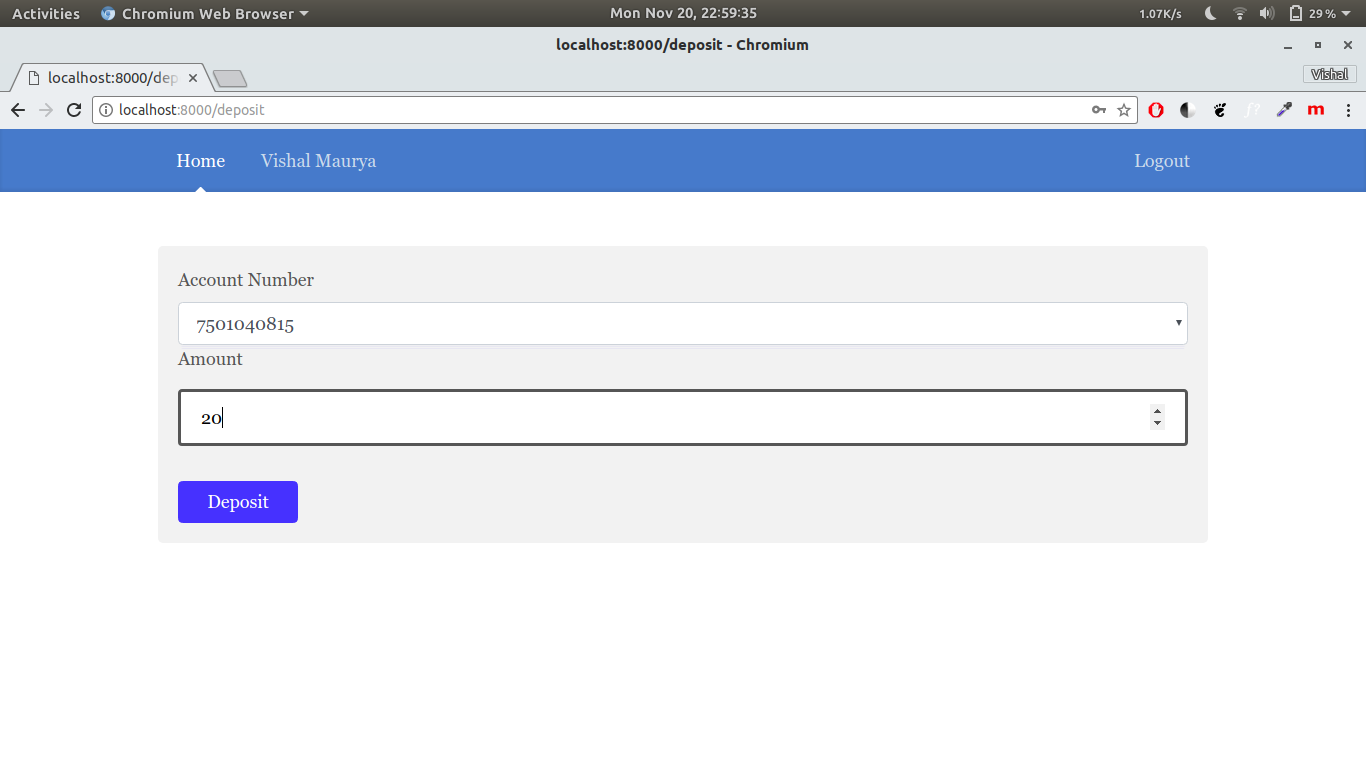 Activities Chromium Web Browser Mon Nov 20, 22:59:35 1.07K/s 29%
localhost:8000/deposit - Chromium
localhost:8000/dep
Vishal
localhost:8000/deposit f? m
Home Vishal Maurya Logout
Account Number
7501040815
Amount
20
Deposit